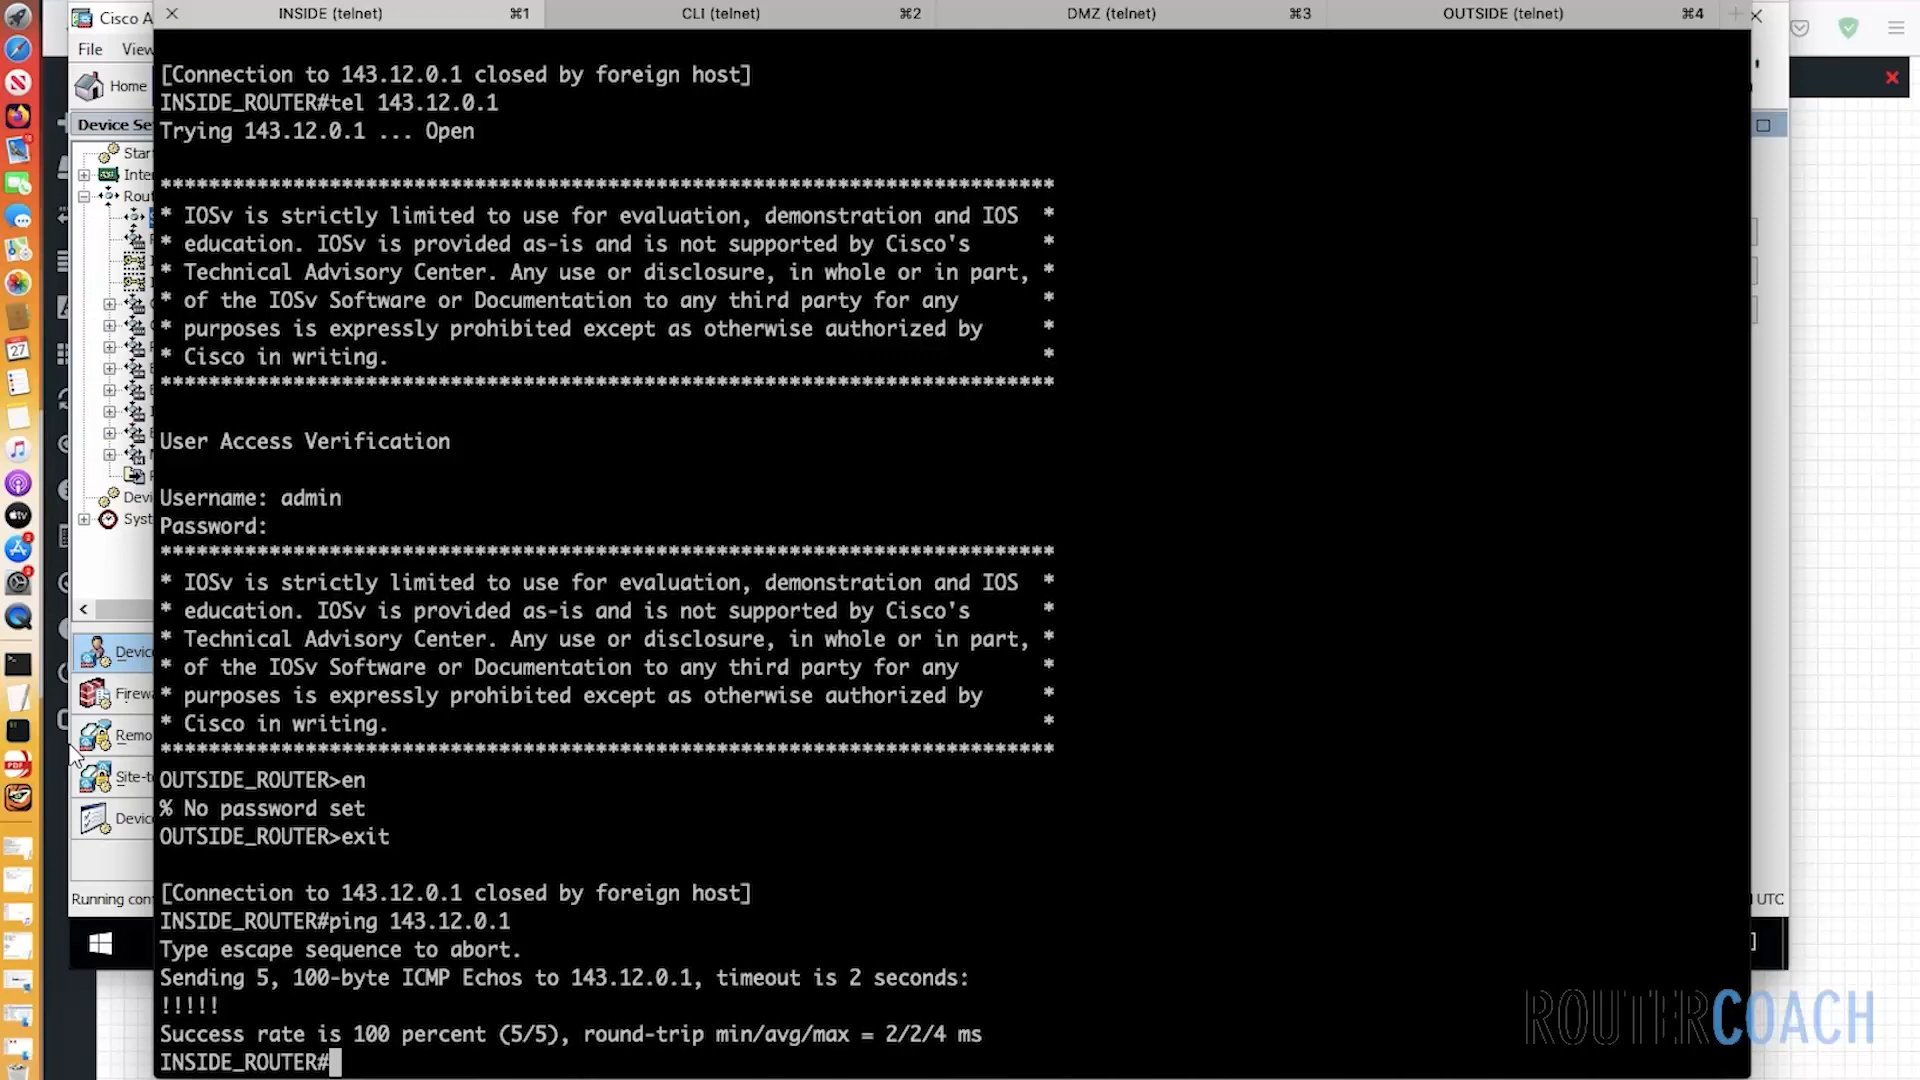 INSIDE (telnet) ⌘1 CLI (telnet) ⌘2 DMZ (telnet) ⌘3 OUTSIDE (telnet) ⌘4
Cisco A
File View
Home
Device Se
Star
Inte
Rout
Devi
Syst
Devic
Firewa
Remo
Site-t
Devic
Running con
UTC
27
[Connection to 143.12.0.1 closed by foreign host]
INSIDE_ROUTER#tel 143.12.0.1
Trying 143.12.0.1 ... Open
**************************************************************************
* IOSv is strictly limited to use for evaluation, demonstration and IOS *
* education. IOSv is provided as-is and is not supported by Cisco's *
* Technical Advisory Center. Any use or disclosure, in whole or in part, *
* of the IOSv Software or Documentation to any third party for any *
* purposes is expressly prohibited except as otherwise authorized by *
* Cisco in writing. *
**************************************************************************
User Access Verification
Username: admin
Password:
**************************************************************************
* IOSv is strictly limited to use for evaluation, demonstration and IOS *
* education. IOSv is provided as-is and is not supported by Cisco's *
* Technical Advisory Center. Any use or disclosure, in whole or in part, *
* of the IOSv Software or Documentation to any third party for any *
* purposes is expressly prohibited except as otherwise authorized by *
* Cisco in writing. *
**************************************************************************
OUTSIDE_ROUTER>en
% No password set
OUTSIDE_ROUTER>exit
[Connection to 143.12.0.1 closed by foreign host]
INSIDE_ROUTER#ping 143.12.0.1
Type escape sequence to abort.
Sending 5, 100-byte ICMP Echos to 143.12.0.1, timeout is 2 seconds:
!!!!!
Success rate is 100 percent (5/5), round-trip min/avg/max = 2/2/4 ms
INSIDE_ROUTER#
ROUTERCOACH